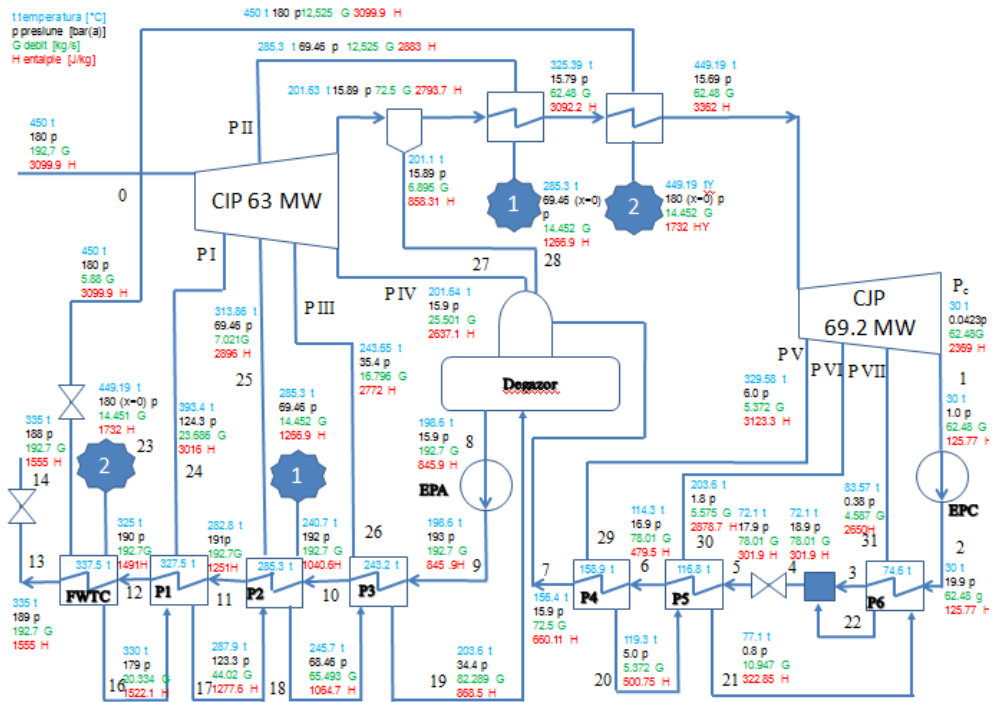 t temperatura [°C]
p presiune [bar(a)]
G debit [kg/s]
H entalpie [J/kg]
450 t 180 p12,525 G 3099.9 H
285.3 t 69.46 p 12,525 G 2883 H
201.63 t 15.89 p 72.5 G 2793.7 H
325.39 t
15.79 p
62.48 G
3092.2 H
449.19 t
15.69 p
62.48 G
3362 H
450 t
180 p
192,7 G
3099.9 H
0
P II
CIP 63 MW
P I
P III
P IV
201.1 t
15.89 p
6.895 G
858.31 H
1
285.3 t
69.46 (x=0)
p
14.452 G
1266.9 H
2
449.19 tY
180 (x=0) p
14.452 G
1732 HY
27
28
450 t
180 p
5.88 G
3099.9 H
313.86 t
69.46 p
7.021G
2896 H
25
201.64 t
15.9 p
25.501 G
2637.1 H
Degazor
CJP
69.2 MW
Pc
30 t
0.0423p
62.48G
2369 H
1
P V
P VI
P VII
243.65 t
35.4 p
16.796 G
2772 H
329.58 t
6.0 p
5.372 G
3123.3 H
30 t
1.0 p
62.48 G
125.77 H
EPC
2
449.19 t
180 (x=0) p
14.451 G
1732 H
23
2
393.4 t
124.3 p
23.686 G
3016 H
24
285.3 t
69.46 p
14.452 G
1266.9 H
1
198.6 t
15.9 p
192.7 G
845.9 H
8
EPA
335 t
188 p
192.7 G
1555 H
14
203.6 t
1.8 p
5.575 G
2878.7 H
30
83.57 t
0.38 p
4.587 G
2650H
31
325 t
190 p
192.7G
1491H
12
282.8 t
191p
192.7G
1251H
11
240.7 t
192 p
192.7 G
1040.6H
10
26
198.6 t
193 p
192.7 G
845 .9H
9
29
114.3 t
16.9 p
78.01 G
479.5 H
6
72.1 t
17.9 p
78.01 G
301.9 H
5
72.1 t
18.9 p
78.01 G
301.9 H
4
3
30 t
19.9 p
62.48 g
125.77 H
13
337.5 t
FWTC
327.5 t
P1
285.3 t
P2
243.2 t
P3
7
158.9 t
P4
116.8 t
P5
74.6 t
P6
22
335 t
189 p
192.7 G
1555 H
330 t
179 p
20.334 G
1522.1 H
16
287.9 t
123.3 p
44.02 G
1277.6 H
17
245.7 t
68.46 p
65.493 G
1064.7 H
18
203.6 t
34.4 p
82.289 G
868.5 H
19
156.4 t
15.9 p
72.5 G
660.11 H
119.3 t
5.0 p
5.372 G
500.75 H
20
77.1 t
0.8 p
10.947 G
322.85 H
21